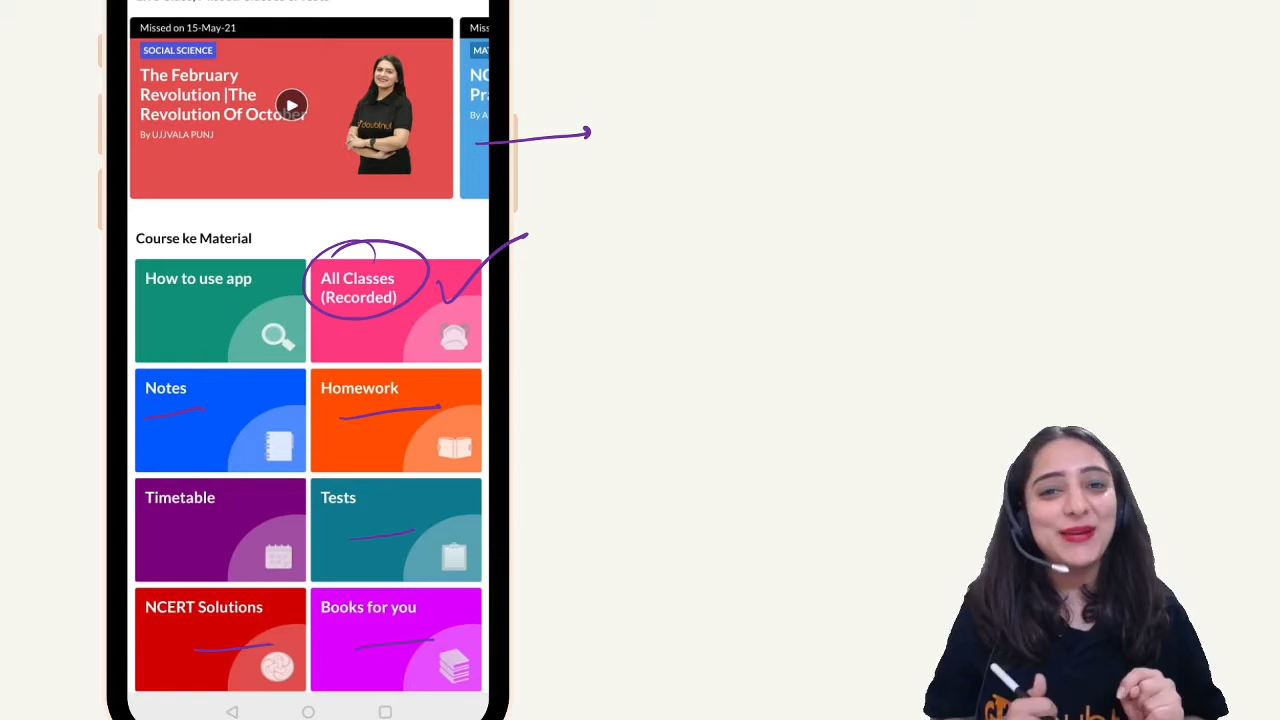 Missed on 15-May-21
SOCIAL SCIENCE
The February
Revolution |The
Revolution Of October
By UJJVALA PUNJ
doubtnut
Course ke Material
How to use app
All Classes
(Recorded)
Notes
Homework
Timetable
Tests
NCERT Solutions
Books for you